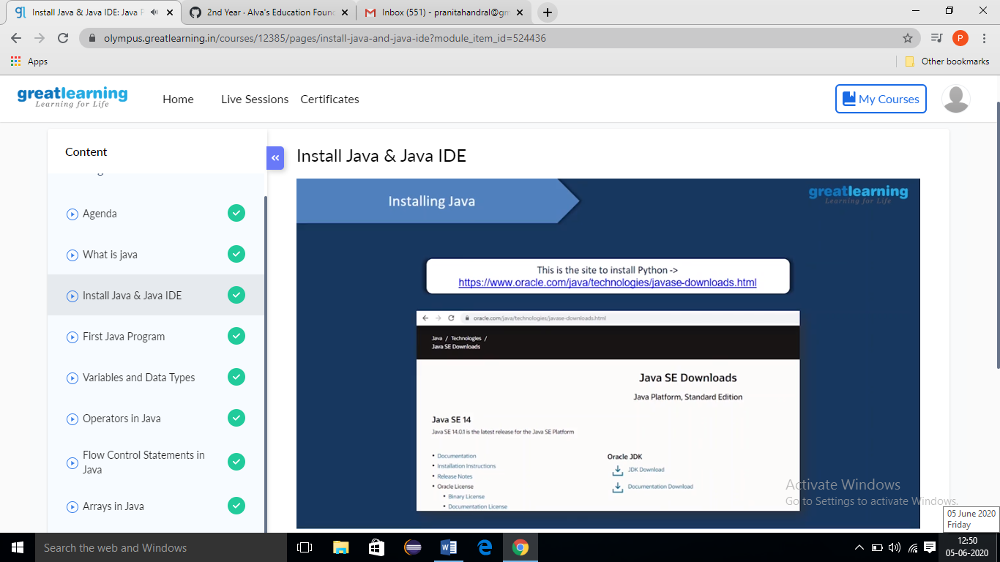 Install Java & Java IDE: Java P
2nd Year · Alva's Education Foun
Inbox (551) - pranitahandral@gm
olympus.greatlearning.in/courses/12385/pages/install-java-and-java-ide?module_item_id=524436
P
Apps
Other bookmarks
greatlearning
Learning for Life
Home
Live Sessions
Certificates
My Courses
Content
Agenda
What is java
Install Java & Java IDE
First Java Program
Variables and Data Types
Operators in Java
Flow Control Statements in
Java
Arrays in Java
«
Install Java & Java IDE
Installing Java
greatlearning
Learning for Life
This is the site to install Python ->
https://www.oracle.com/java/technologies/javase-downloads.html
oracle.com/java/technologies/javase-downloads.html
Java / Technologies /
Java SE Downloads
Java SE Downloads
Java Platform, Standard Edition
Java SE 14
Java SE 14.0.1 is the latest release for the Java SE Platform
• Documentation
• Installation Instructions
• Release Notes
• Oracle License
• Binary License
• Documentation License
Oracle JDK
JDK Download
Documentation Download
Activate Windows
Go to Settings to activate Windows.
05 June 2020
Friday
Search the web and Windows
12:50
05-06-2020